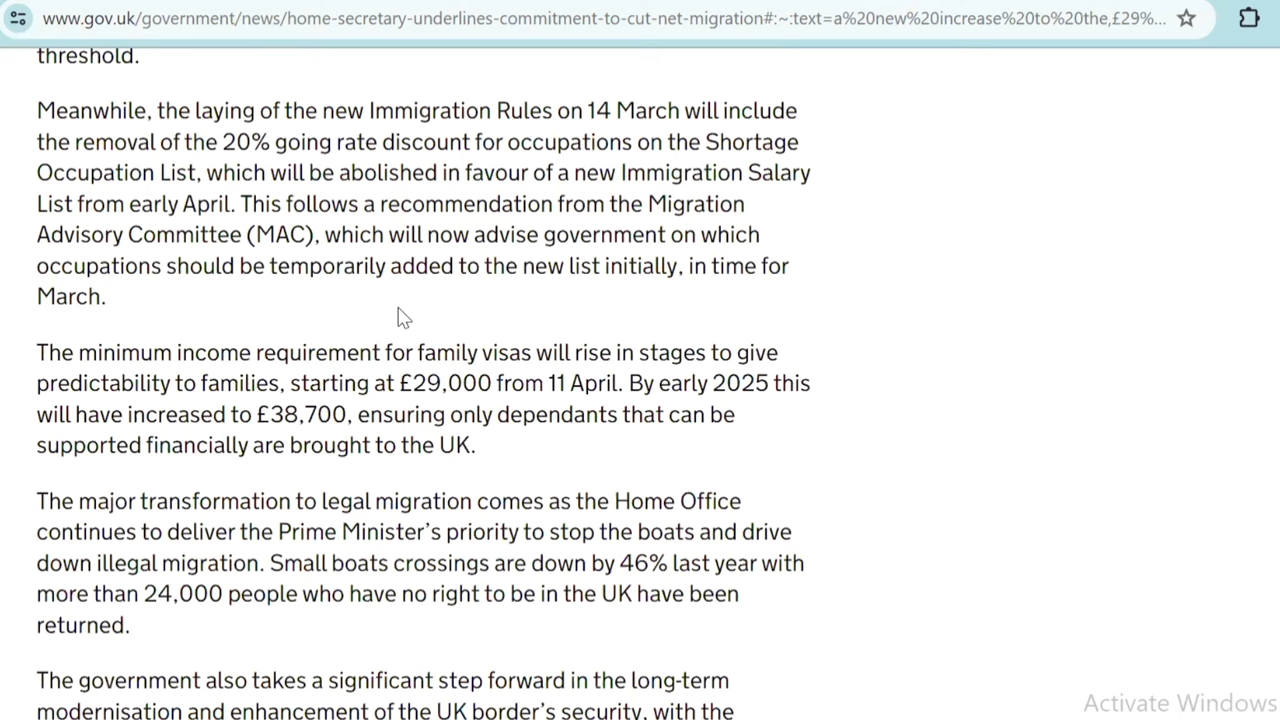 www.gov.uk/government/news/home-secretary-underlines-commitment-to-cut-net-migration#:~:text=a%20new%20increase%20to%20the,£29%...
threshold.
Meanwhile, the laying of the new Immigration Rules on 14 March will include
the removal of the 20% going rate discount for occupations on the Shortage
Occupation List, which will be abolished in favour of a new Immigration Salary
List from early April. This follows a recommendation from the Migration
Advisory Committee (MAC), which will now advise government on which
occupations should be temporarily added to the new list initially, in time for
March.
The minimum income requirement for family visas will rise in stages to give
predictability to families, starting at £29,000 from 11 April. By early 2025 this
will have increased to £38,700, ensuring only dependants that can be
supported financially are brought to the UK.
The major transformation to legal migration comes as the Home Office
continues to deliver the Prime Minister’s priority to stop the boats and drive
down illegal migration. Small boats crossings are down by 46% last year with
more than 24,000 people who have no right to be in the UK have been
returned.
The government also takes a significant step forward in the long-term
modernisation and enhancement of the UK border’s security, with the
Activate Windows